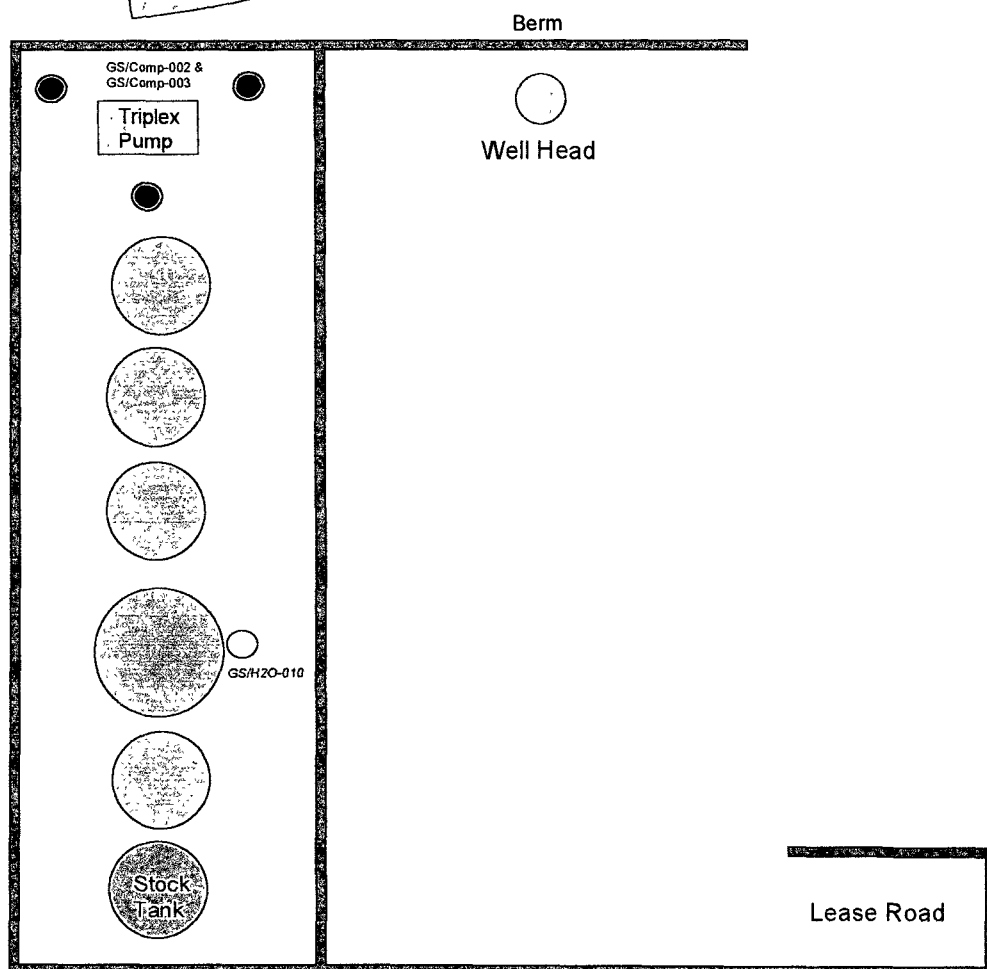 Berm
GS/Comp-002 &
GS/Comp-003
Triplex
Pump
Well Head
GS/H2O-010
Stock
Tank
Lease Road